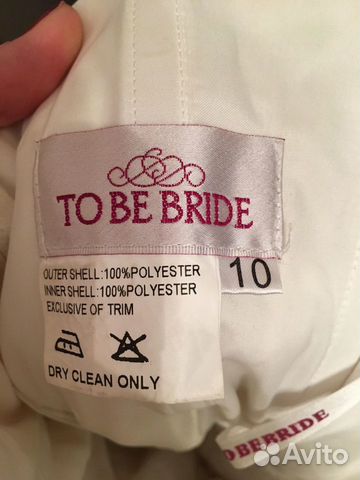 TO BE BRIDE
10
OUTER SHELL:100%POLYESTER
INNER SHELL:100%POLYESTER
EXCLUSIVE OF TRIM
DRY CLEAN ONLY
OBEBRIDE
Avito